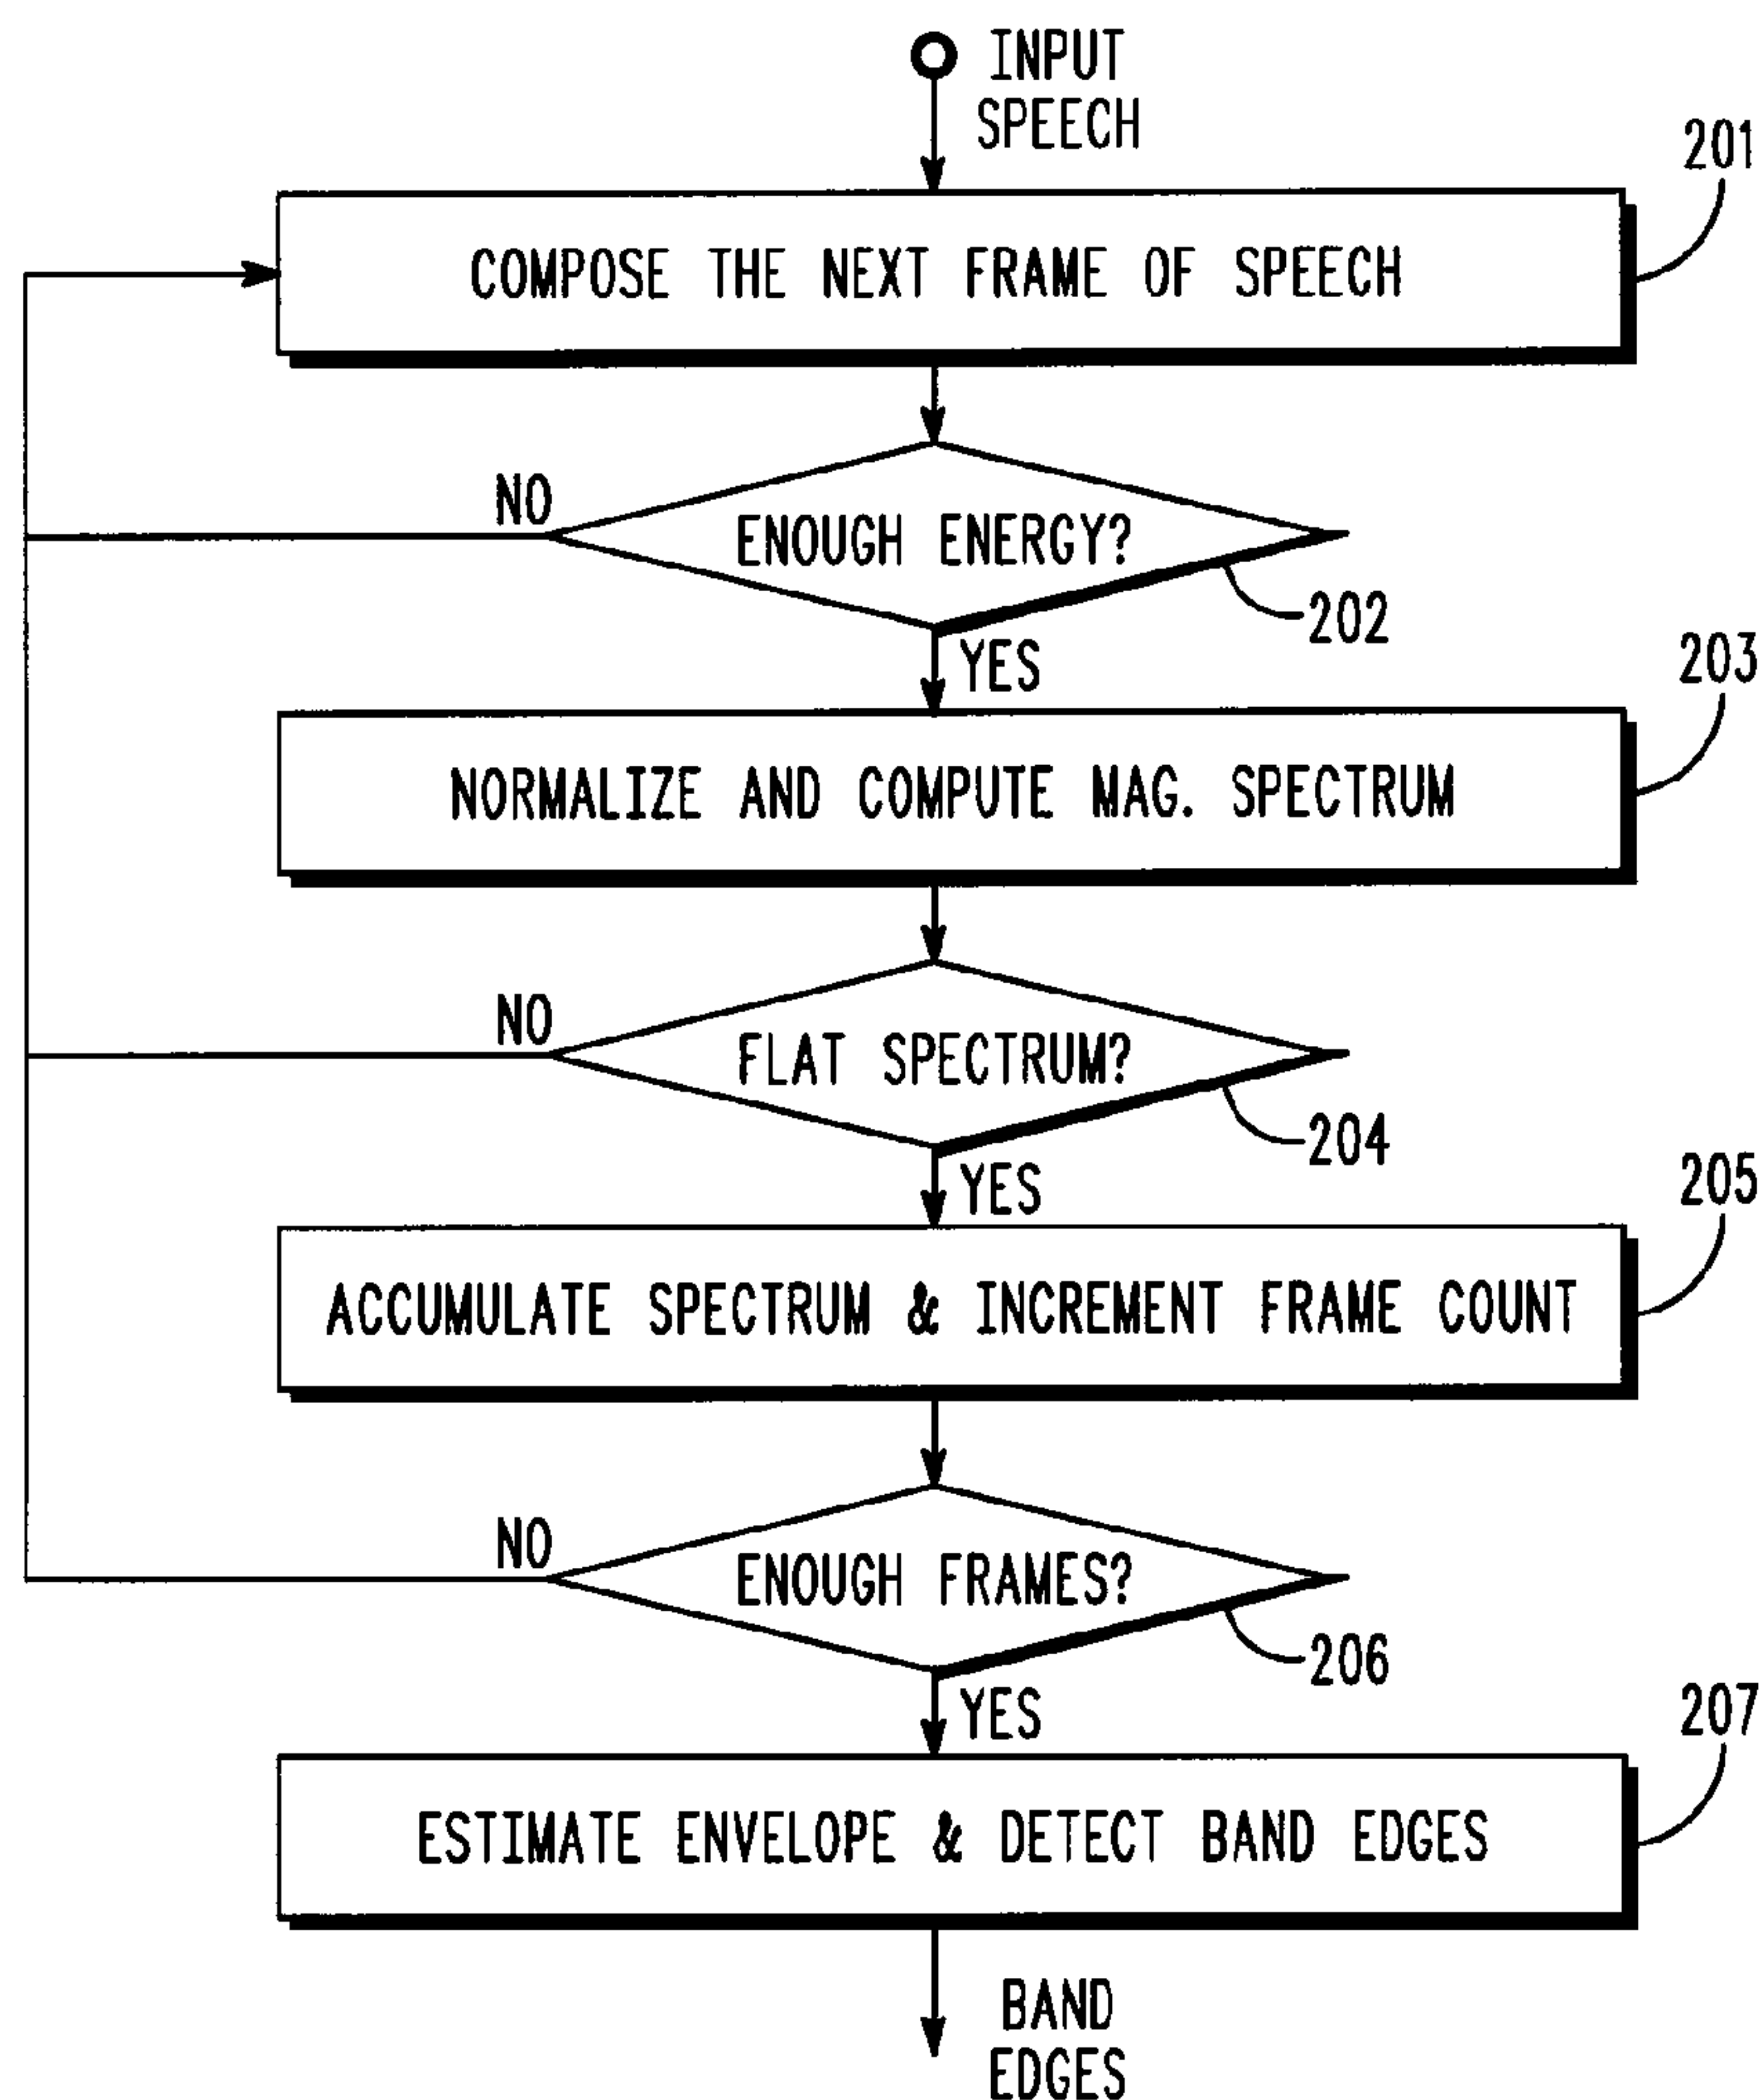 INPUT
SPEECH
201
COMPOSE THE NEXT FRAME OF SPEECH
NO
ENOUGH ENERGY?
202
YES
203
NORMALIZE AND COMPUTE MAG. SPECTRUM
NO
FLAT SPECTRUM?
204
YES
205
ACCUMULATE SPECTRUM & INCREMENT FRAME COUNT
NO
ENOUGH FRAMES?
206
YES
207
ESTIMATE ENVELOPE & DETECT BAND EDGES
BAND
EDGES